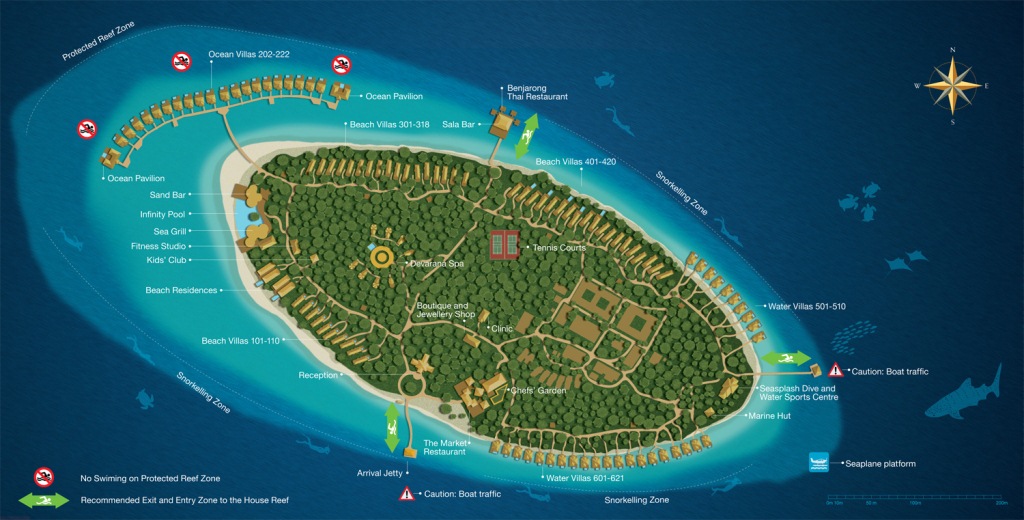 Protected Reef Zone
Ocean Villas 202-222
N
W
E
S
Ocean Pavilion
Benjarong
Thai Restaurant
Sala Bar
Beach Villas 301-318
Beach Villas 401-420
Ocean Pavilion
Snorkelling Zone
Sand Bar
Infinity Pool
Sea Grill
Fitness Studio
Kids' Club
Tennis Courts
Devarana Spa
Beach Residences
Boutique and
Jewellery Shop
Water Villas 501-510
Clinic
Beach Villas 101-110
Reception
Caution: Boat traffic
Snorkelling Zone
Chefs' Garden
Seasplash Dive and
Water Sports Centre
Marine Hut
The Market
Restaurant
Arrival Jetty
Seaplane platform
No Swiming on Protected Reef Zone
Water Villas 601-621
Caution: Boat traffic
Snorkelling Zone
Recommended Exit and Entry Zone to the House Reef
0m 10m 50m 100m 200m